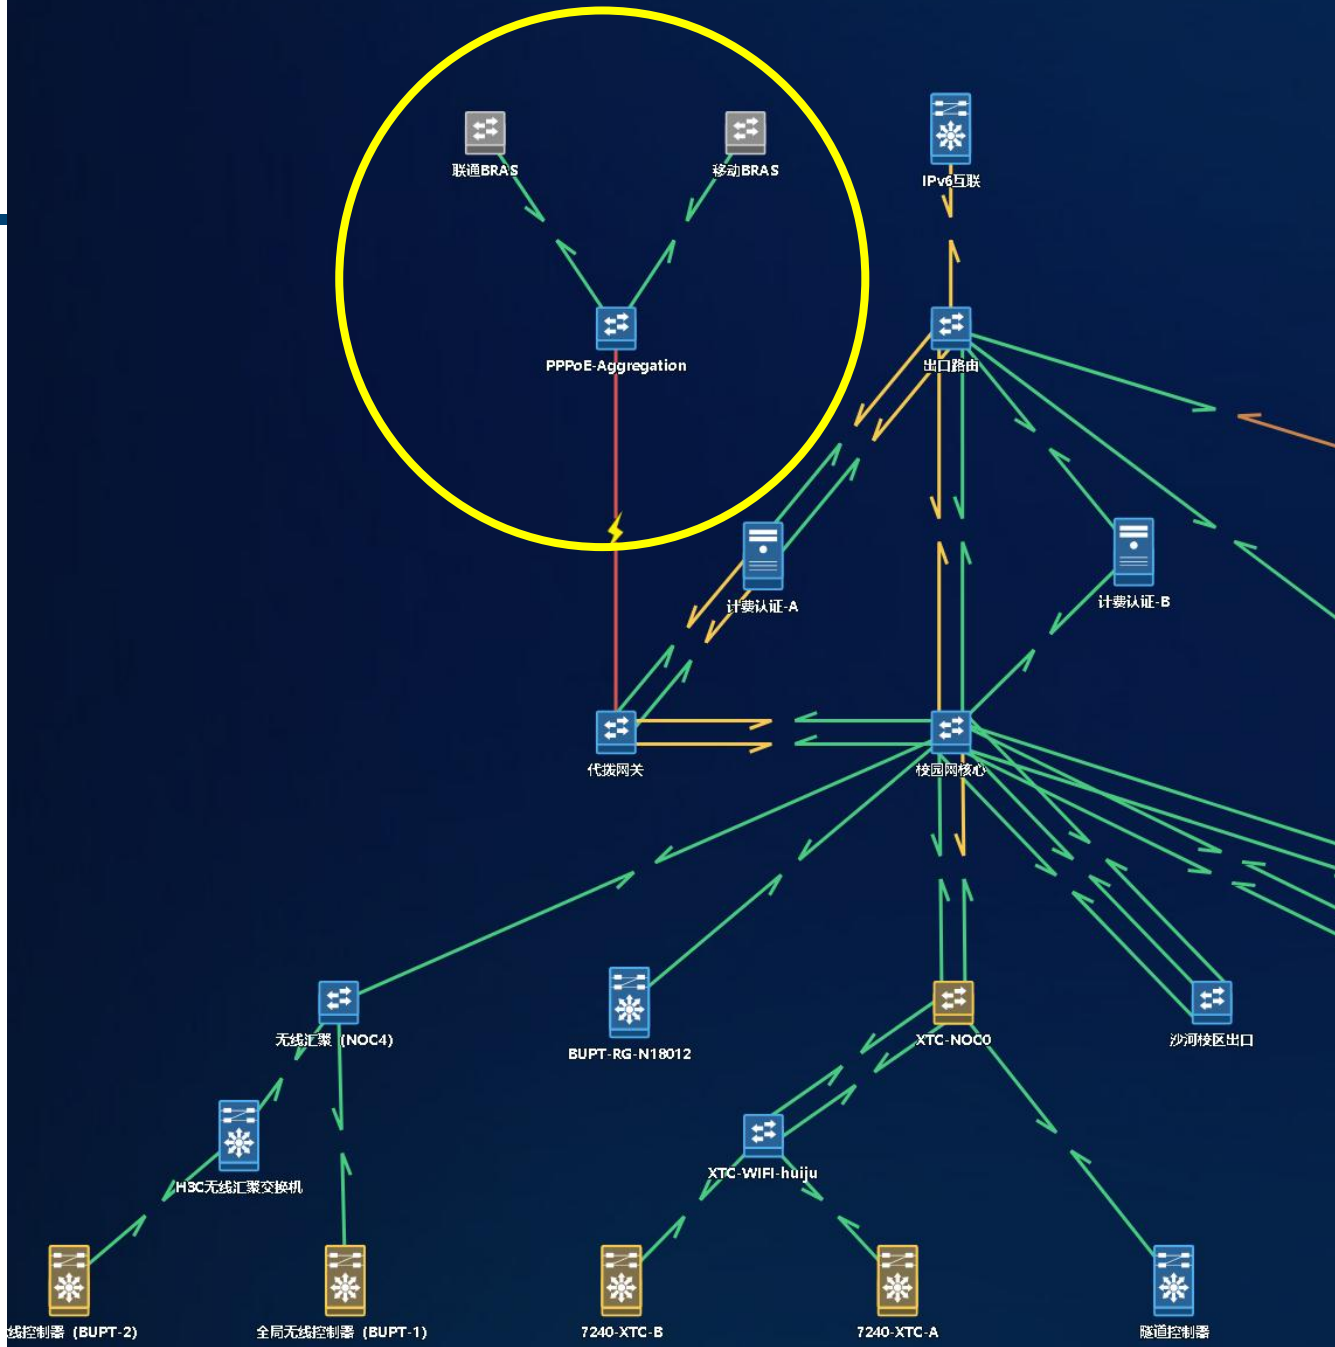 联通BRAS
移动BRAS
IPv6互联
PPPoE-Aggregation
出口路由
计费认证-A
计费认证-B
代拨网关
校园网核心
无线汇聚 (NOC4)
BUPT-RG-N18012
XTC-NOC0
沙河校区出口
H3C无线汇聚交换机
XTC-WIFI-huiju
线控制器 (BUPT-2)
全局无线控制器 (BUPT-1)
7240-XTC-B
7240-XTC-A
隧道控制器